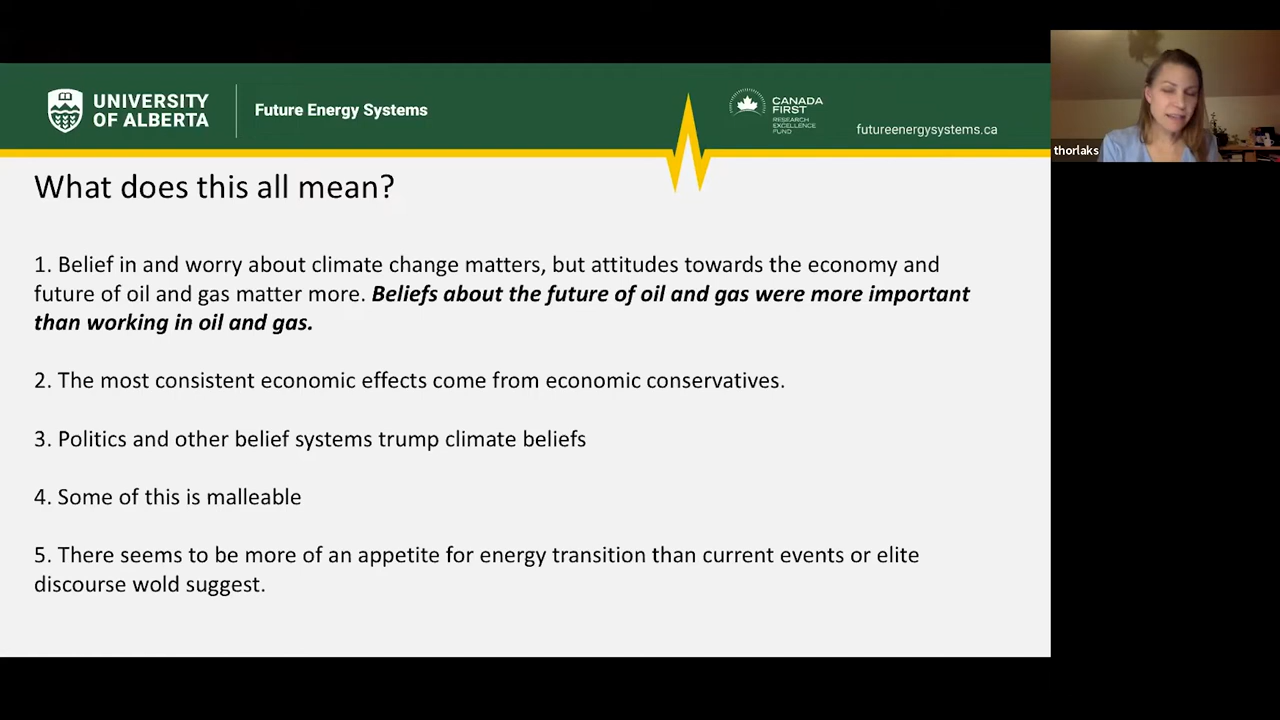 UNIVERSITY
OF ALBERTA
Future Energy Systems
CANADA
FIRST
RESEARCH
EXCELLENCE
FUND
futureenergysystems.ca
thorlaks
What does this all mean?
1. Belief in and worry about climate change matters, but attitudes towards the economy and
future of oil and gas matter more. Beliefs about the future of oil and gas were more important
than working in oil and gas.
2. The most consistent economic effects come from economic conservatives.
3. Politics and other belief systems trump climate beliefs
4. Some of this is malleable
5. There seems to be more of an appetite for energy transition than current events or elite
discourse wold suggest.